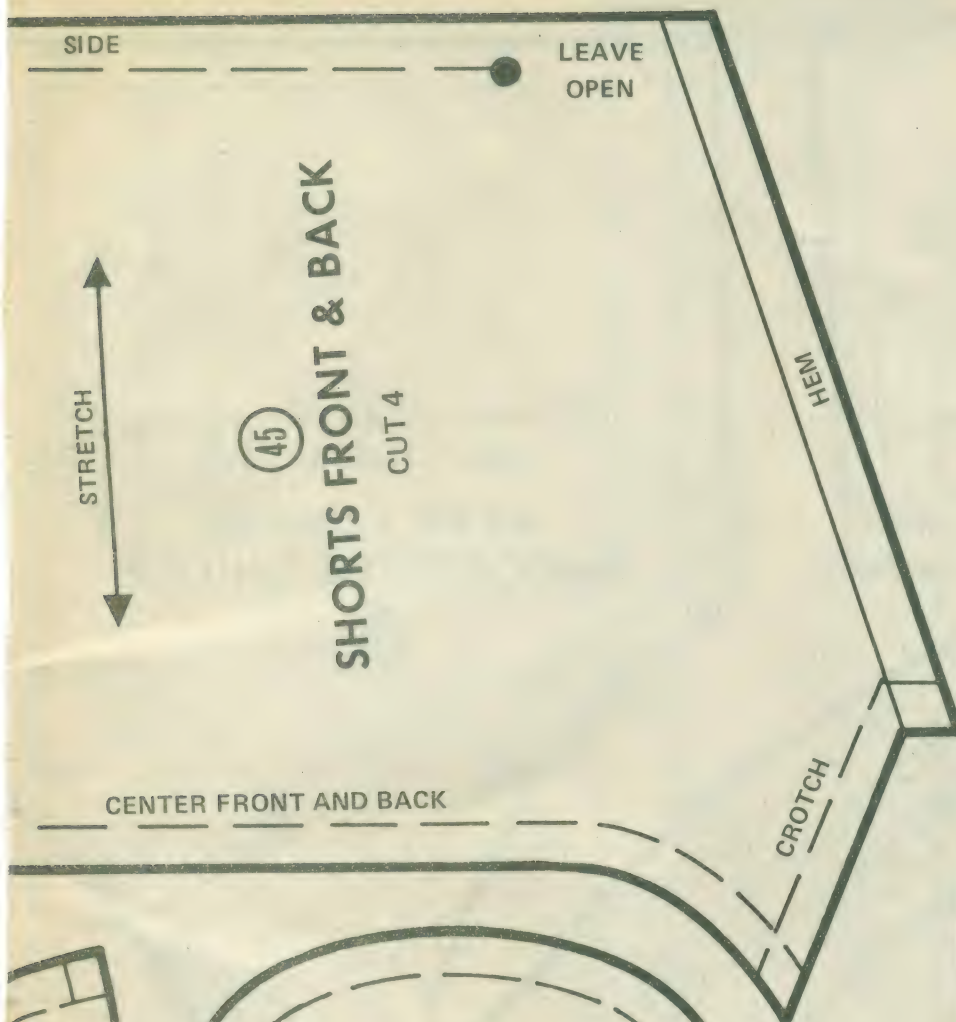 SIDE
LEAVE
OPEN
STRETCH
45
SHORTS FRONT & BACK
CUT 4
HEM
CENTER FRONT AND BACK
CROTCH